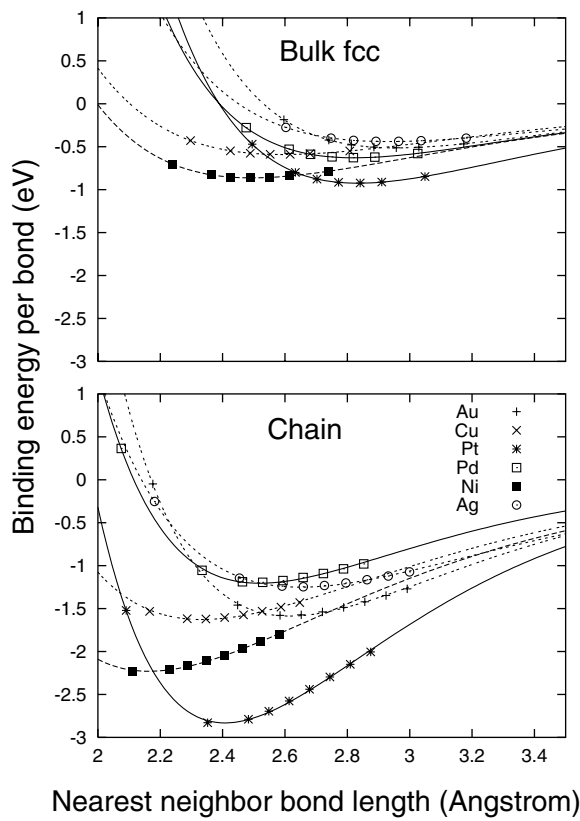 Binding energy per bond (eV)
Bulk fcc
1
0.5
0
-0.5
-1
-1.5
-2
-2.5
-3
Chain
Au
Cu
Pt
Pd
Ni
Ag
1
0.5
0
-0.5
-1
-1.5
-2
-2.5
-3
2 2.2 2.4 2.6 2.8 3 3.2 3.4
Nearest neighbor bond length (Angstrom)